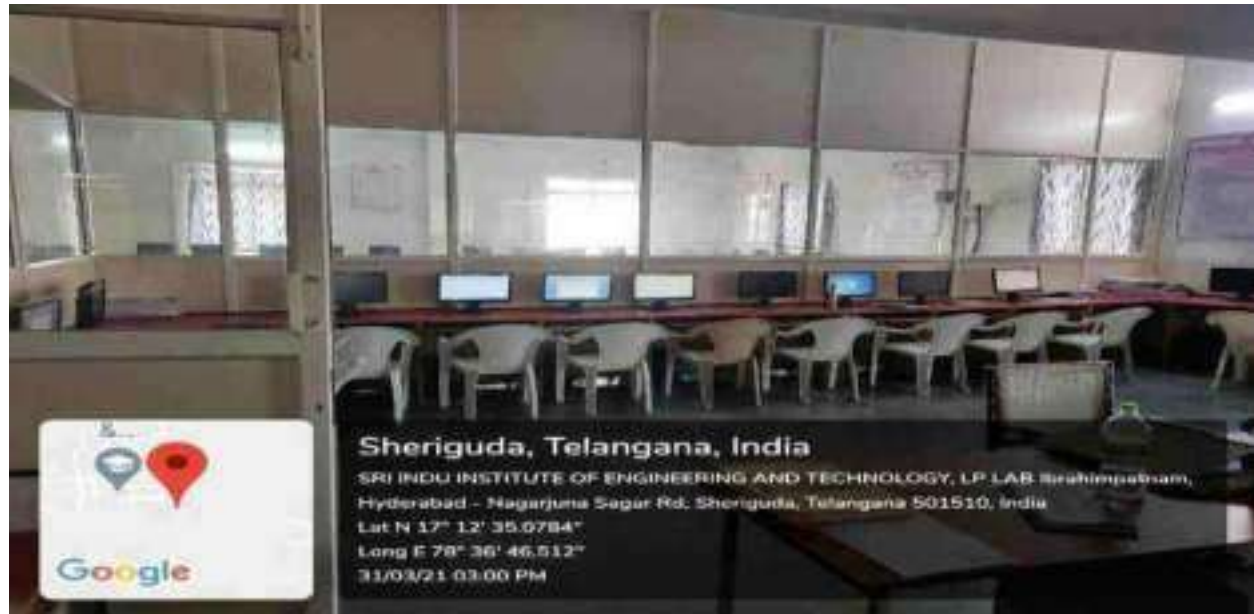 Sheriguda, Telangana, India
SRI INDU INSTITUTE OF ENGINEERING AND TECHNOLOGY, LP LAB Ibrahimpatnam,
Hyderabad - Nagarjuna Sagar Rd, Sheriguda, Telangana 501510, India
Lat N 17° 12' 35.0784"
Long E 78° 36' 46.512"
31/03/21 03:00 PM
Google